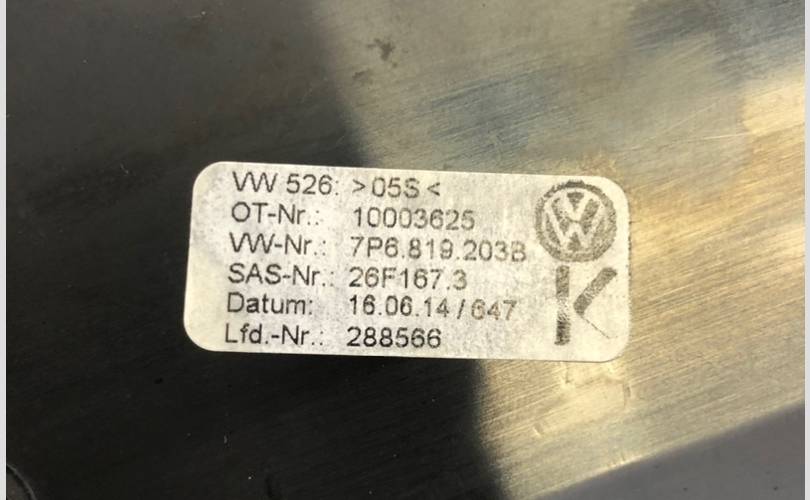 VW 526: >05S<
OT-Nr.: 10003625
VW-Nr.: 7P6.819.203B
SAS-Nr.: 26F167.3
Datum: 16.06.14 / 647
Lfd.-Nr.: 288566
VW
K